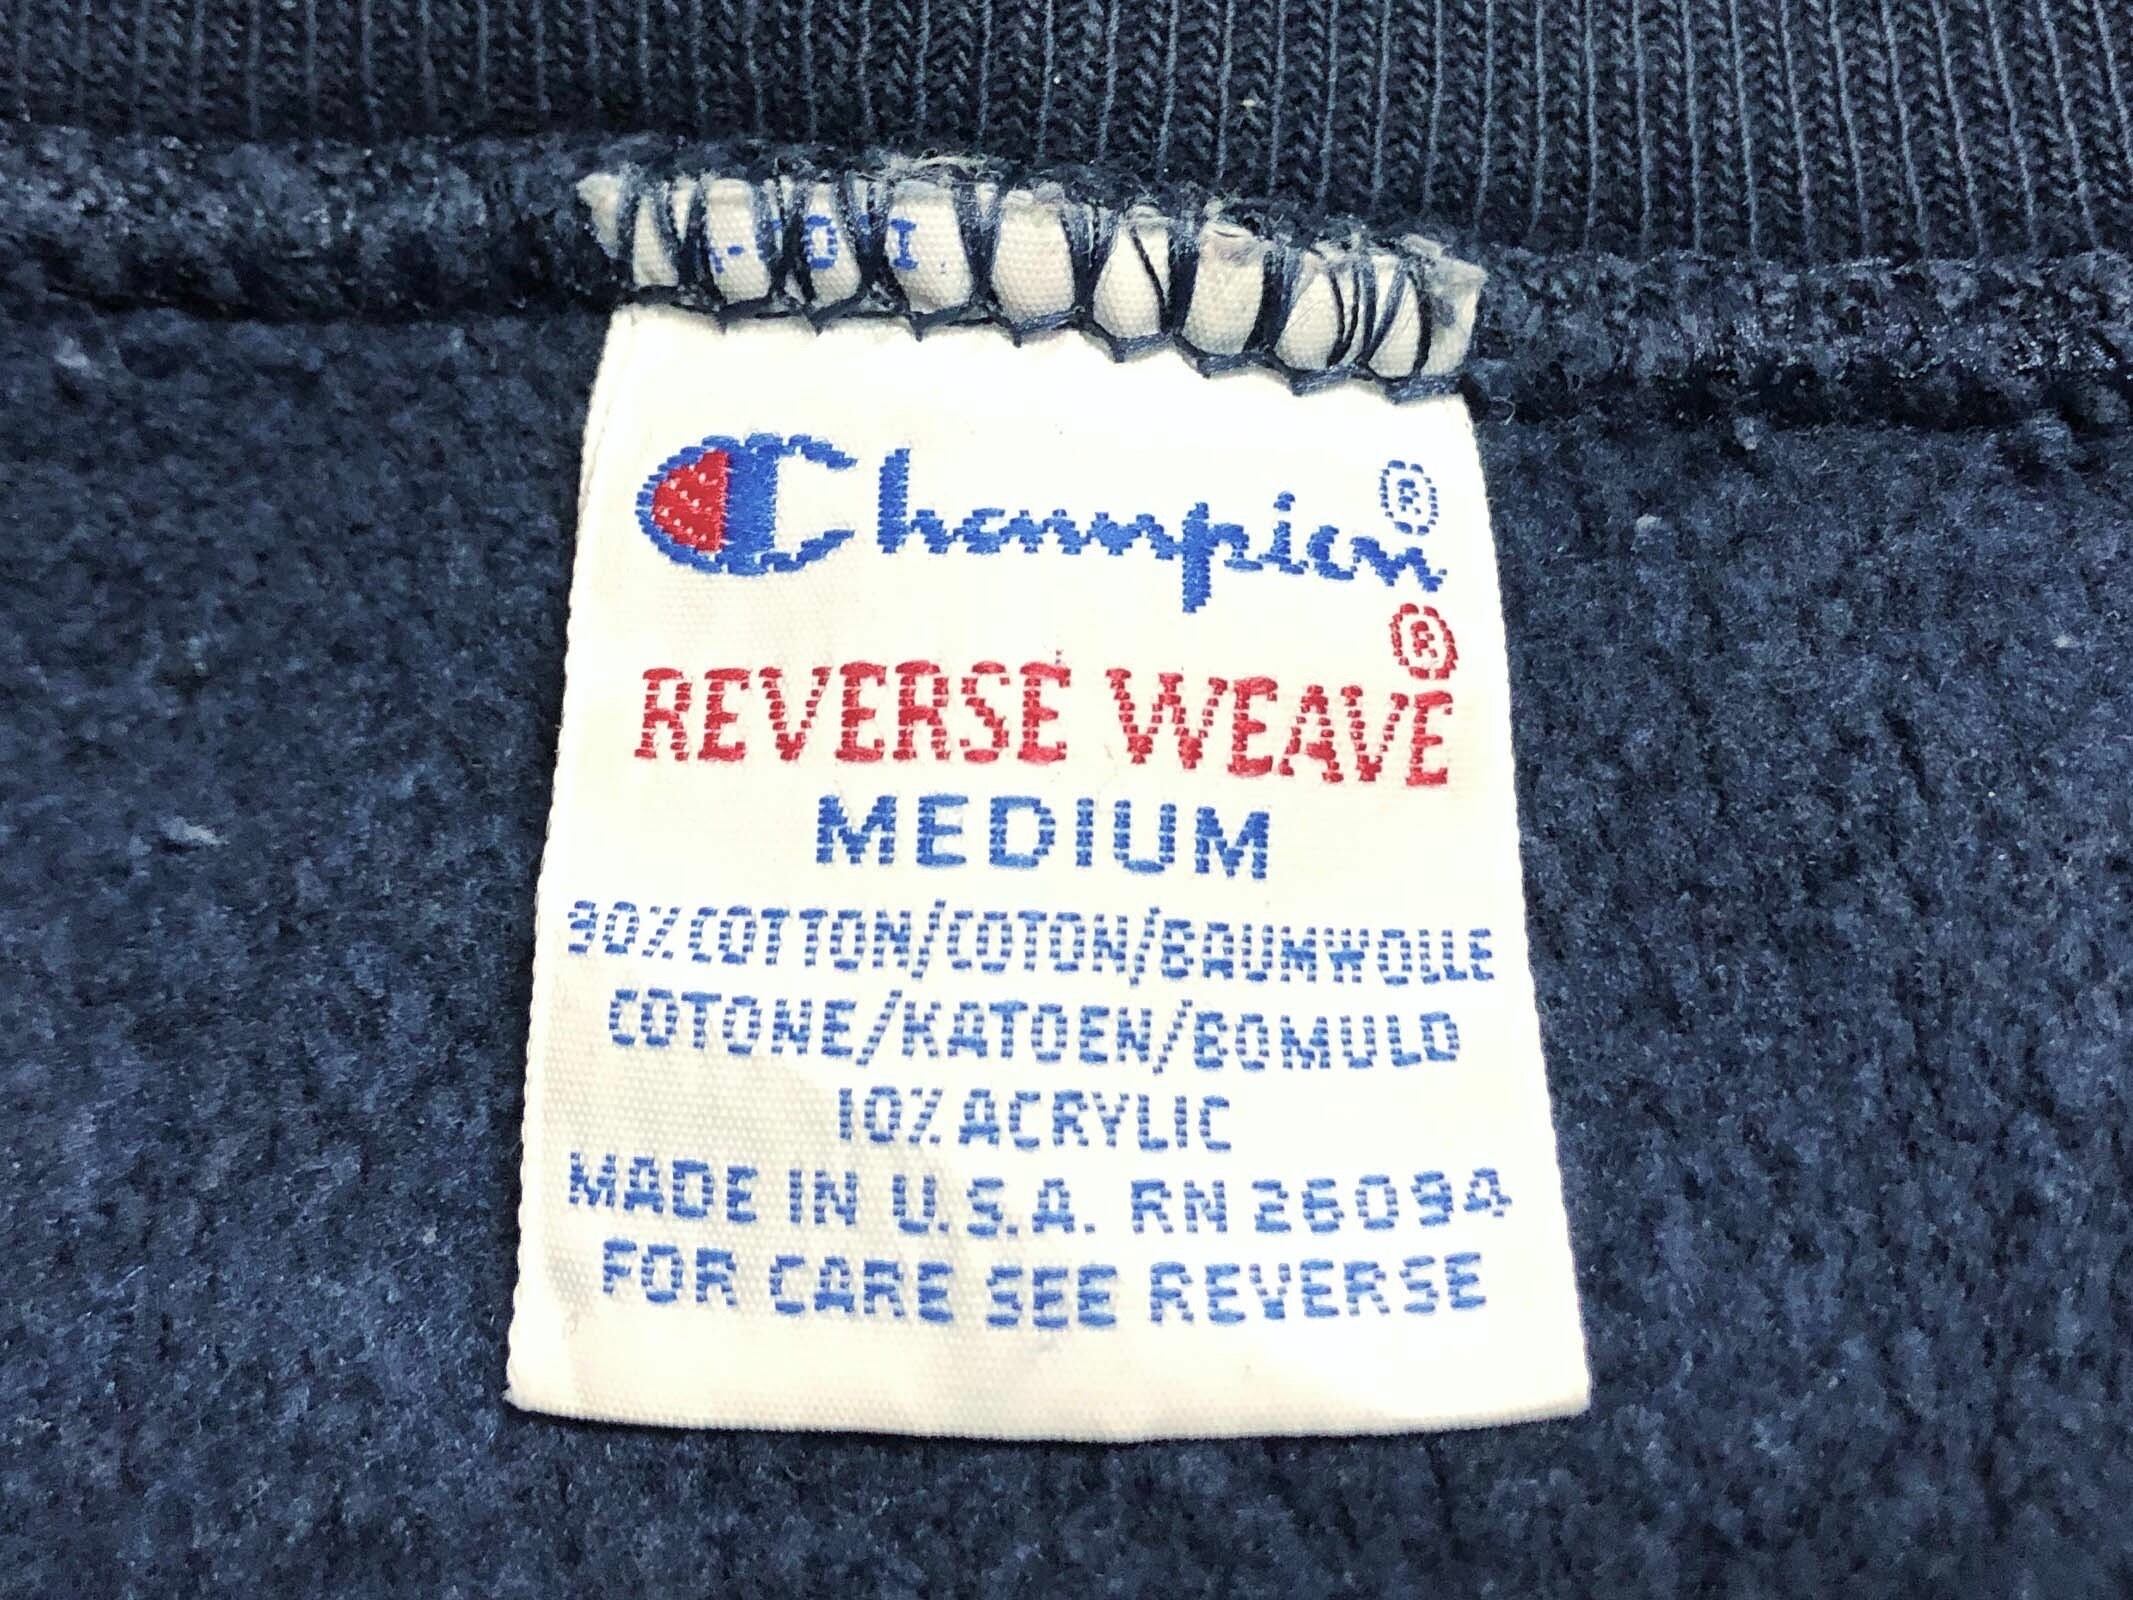 Champion®
REVERSE WEAVE®
MEDIUM
90% COTTON/COTON/BAUMWOLLE
COTONE/KATOEN/BOMULD
10% ACRYLIC
MADE IN U.S.A. RN 26094
FOR CARE SEE REVERSE